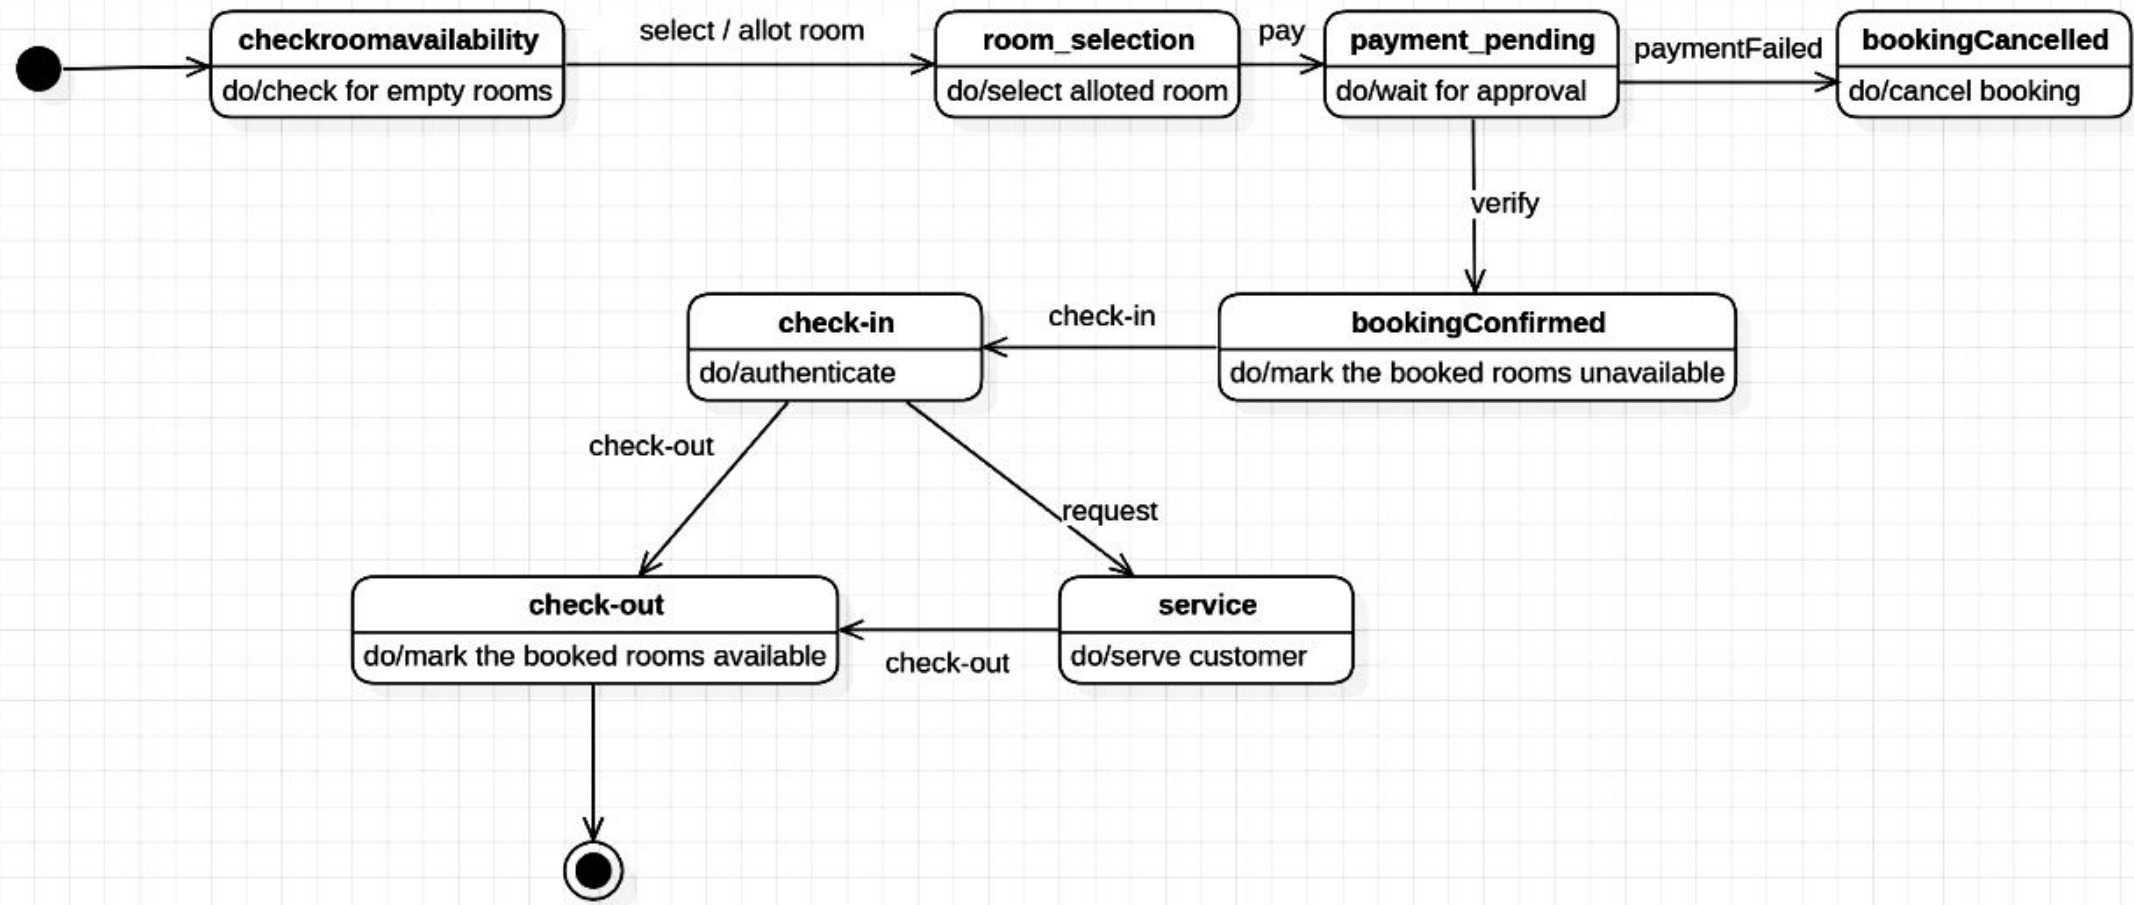 checkroomavailability
do/check for empty rooms
select / allot room
room_selection
do/select alloted room
pay
payment_pending
do/wait for approval
paymentFailed
bookingCancelled
do/cancel booking
verify
check-in
do/authenticate
check-in
bookingConfirmed
do/mark the booked rooms unavailable
check-out
request
check-out
do/mark the booked rooms available
check-out
service
do/serve customer